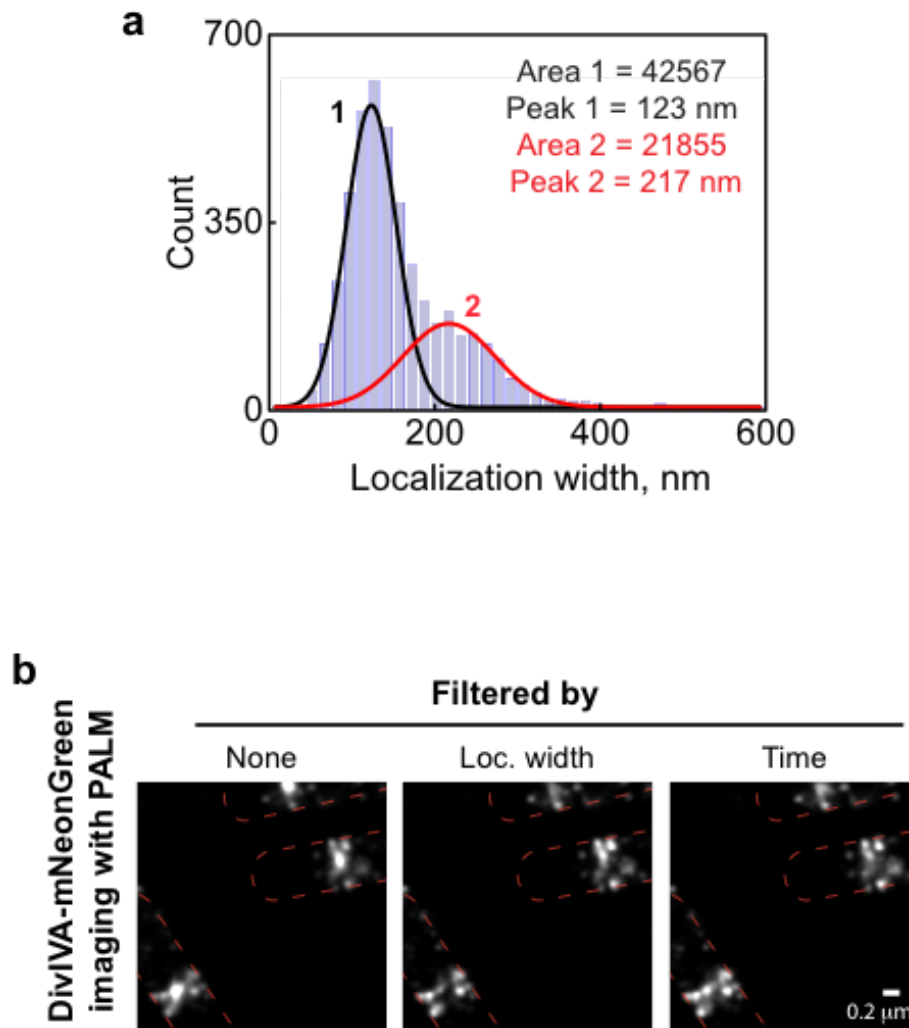 a
700
350
0
Count
Area 1 = 42567
Peak 1 = 123 nm
Area 2 = 21855
Peak 2 = 217 nm
1
2
0 200 400 600
Localization width, nm
b
DivIVA-mNeonGreen
imaging with PALM
Filtered by
None Loc. width Time
0.2 μm